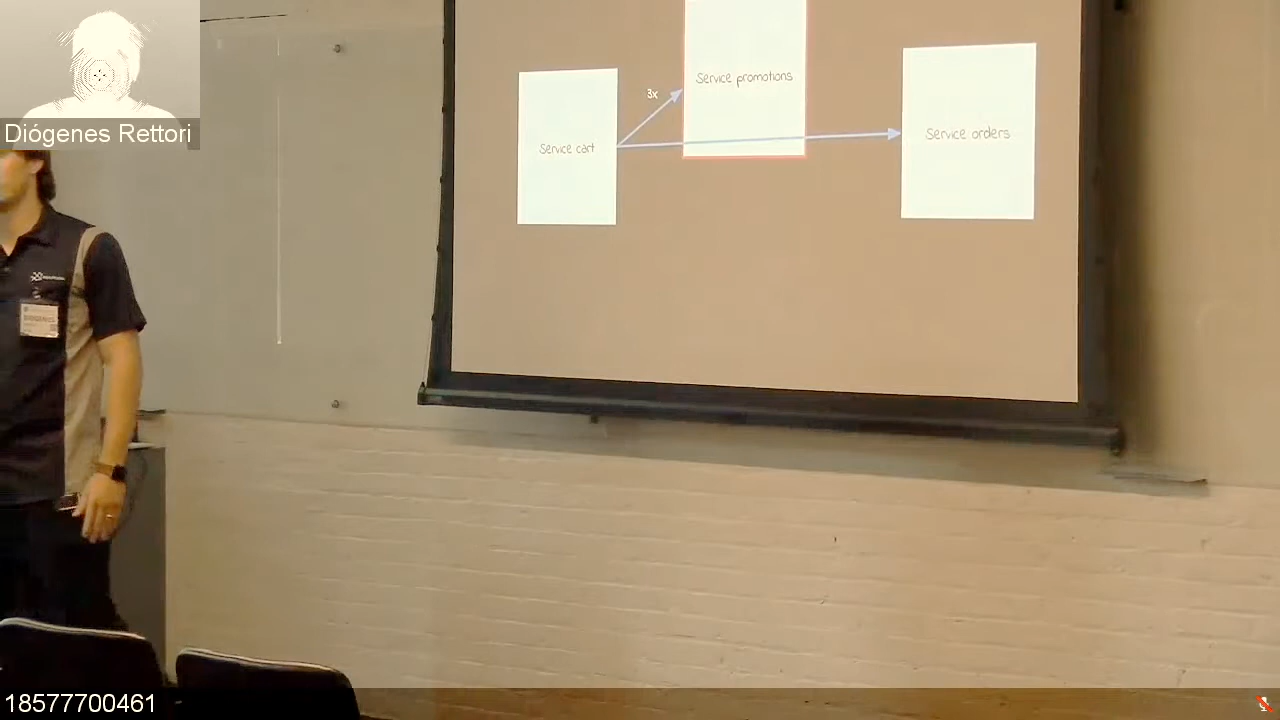 Diógenes Rettori
Service promotions
3x
Service orders
Service cart
18577700461